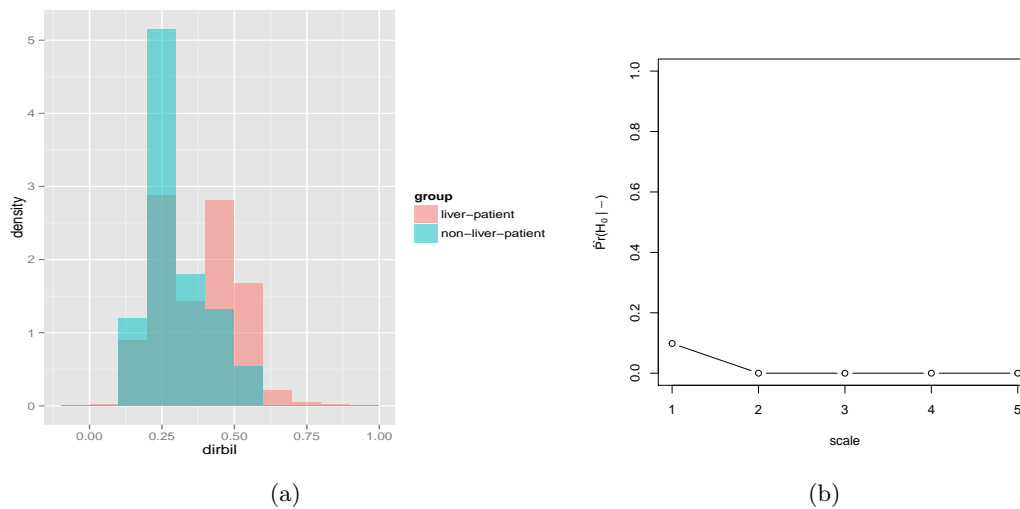 5
4
3
2
1
0
density
0.00
0.25
0.50
0.75
1.00
dirbil
group
liver−patient
non−liver−patient
(a)
1.0
0.8
0.6
0.4
0.2
0.0
P̂r(H₀ | −)
1
2
3
4
5
scale
(b)